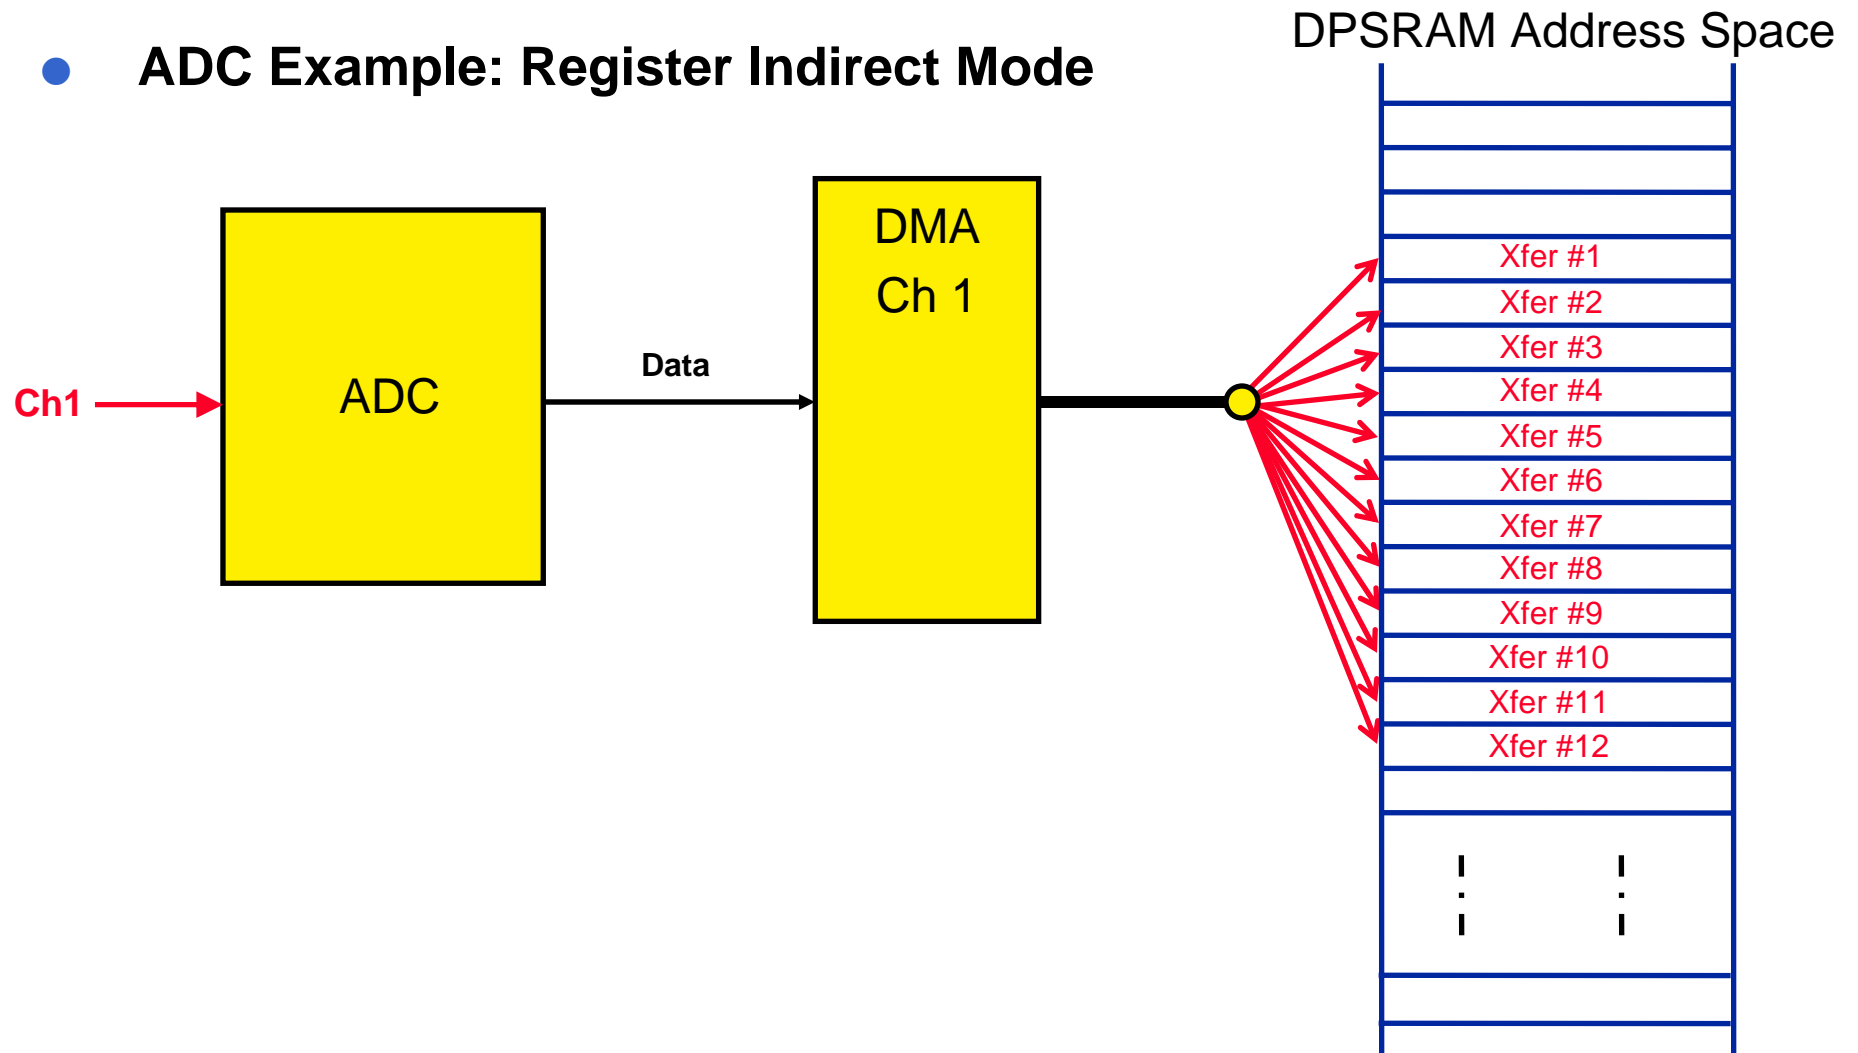 DPSRAM Address Space
ADC Example: Register Indirect Mode
DMA
Ch 1
ADC
Data
Ch1
Xfer #1
Xfer #2
Xfer #3
Xfer #4
Xfer #5
Xfer #6
Xfer #7
Xfer #8
Xfer #9
Xfer #10
Xfer #11
Xfer #12